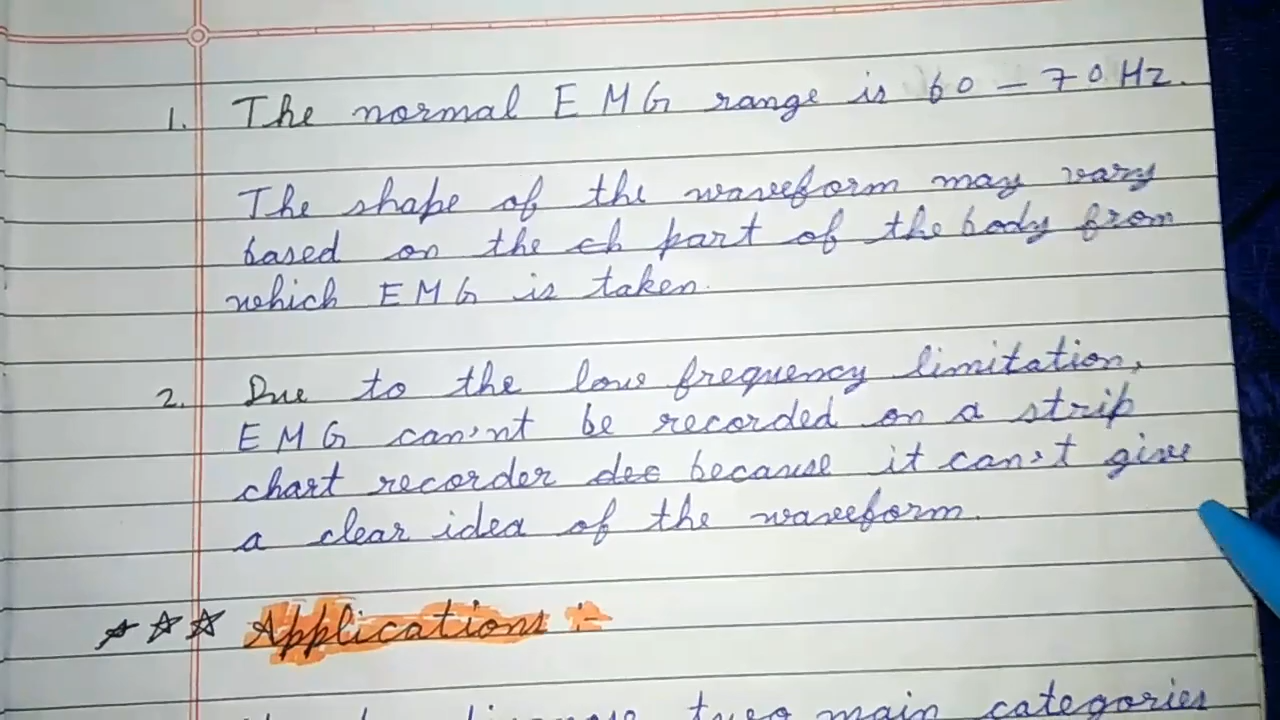 1. The normal EMG range is 60 - 70 Hz.
The shape of the waveform may vary
based on the ch part of the body from
which EMG is taken.
2. Due to the low frequency limitation,
EMG can'nt be recorded on a strip
chart recorder dec because it can't give
a clear idea of the waveform.
Applications :-
two main categories